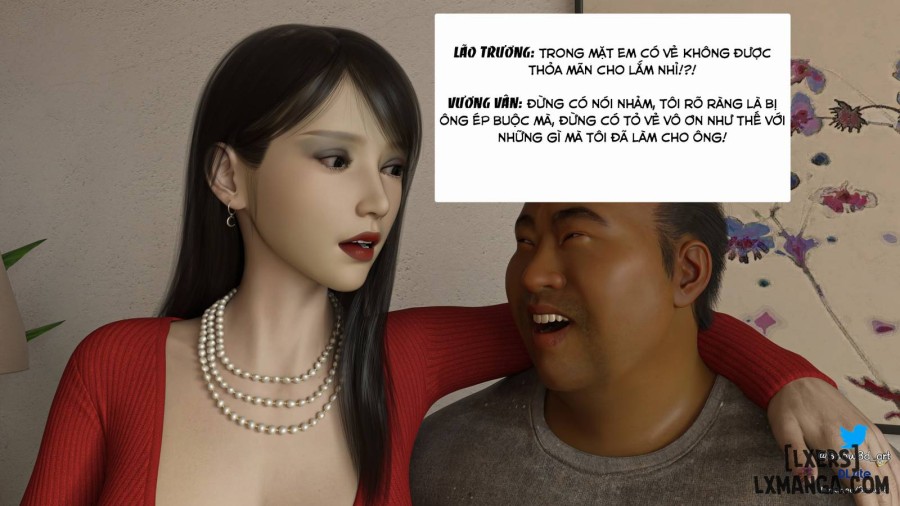 LÃO TRƯƠNG: TRONG MẶT EM CÓ VẺ KHÔNG ĐƯỢC
THỎA MÃN CHO LẮM NHỈ!?!
VƯƠNG VÂN: ĐỪNG CÓ NÓI NHẢM, TÔI RÕ RÀNG LÀ BỊ
ÔNG ÉP BUỘC MÀ, ĐỪNG CÓ TỎ VẺ VÔ ƠN NHƯ THẾ VỚI
NHỮNG GÌ MÀ TÔI ĐÃ LÀM CHO ÔNG!
[LXERS]
LXMANGA.COM